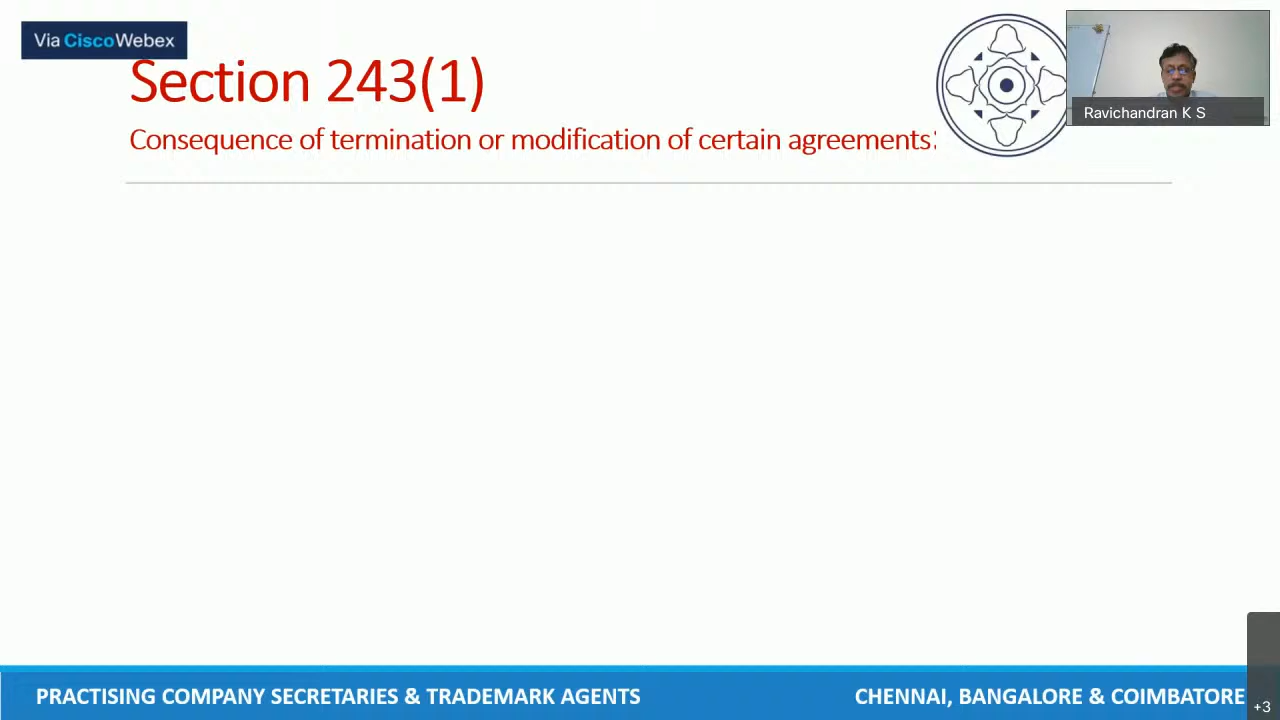 Via CiscoWebex
Section 243(1)
Consequence of termination or modification of certain agreements:
Ravichandran K S
PRACTISING COMPANY SECRETARIES & TRADEMARK AGENTS
CHENNAI, BANGALORE & COIMBATORE
+3